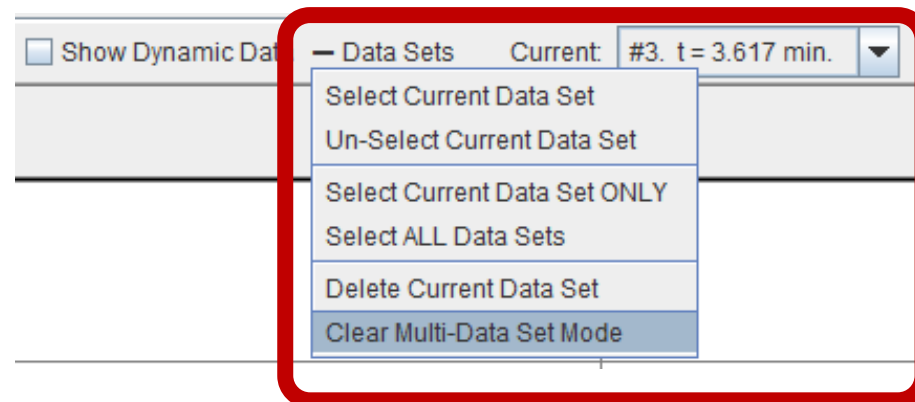 Show Dynamic Dat — Data Sets Current: #3. t = 3.617 min.
Select Current Data Set
Un-Select Current Data Set
Select Current Data Set ONLY
Select ALL Data Sets
Delete Current Data Set
Clear Multi-Data Set Mode